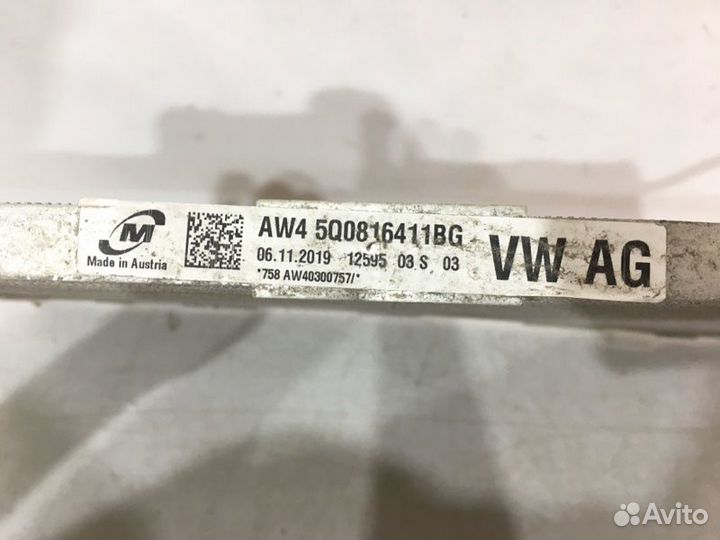 M
Made in Austria
AW4 5Q0816411BG
06.11.2019 12595 03 S 03
*758 AW40300757/*
VW AG
Avito